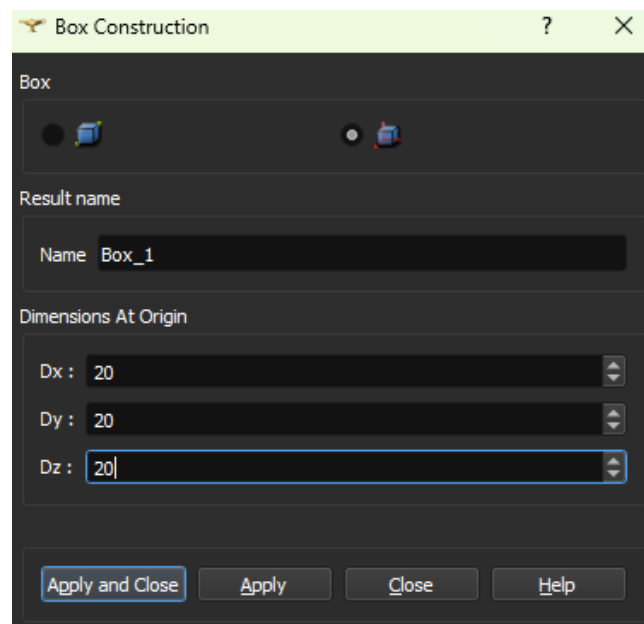 Box Construction ? X
Box
Result name
Name Box_1
Dimensions At Origin
Dx : 20
Dy : 20
Dz : 20
Apply and Close Apply Close Help